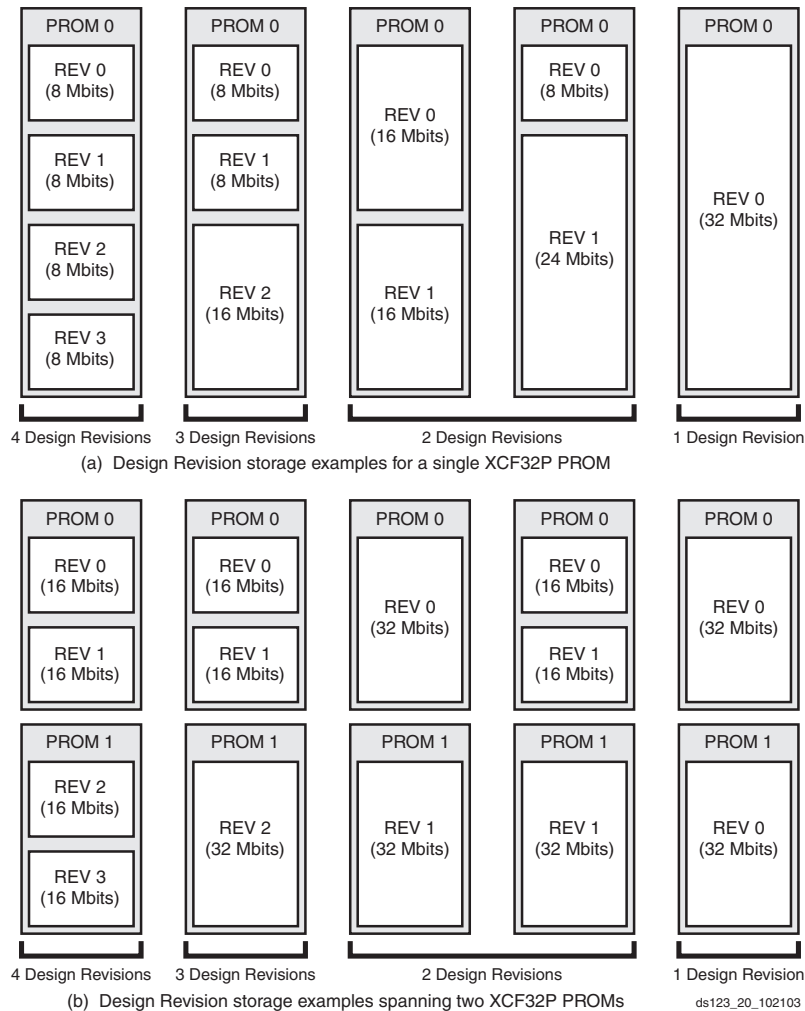 PROM 0
REV 0
(8 Mbits)
REV 1
(8 Mbits)
REV 2
(8 Mbits)
REV 3
(8 Mbits)
4 Design Revisions
PROM 0
REV 0
(8 Mbits)
REV 1
(8 Mbits)
REV 2
(16 Mbits)
3 Design Revisions
PROM 0
REV 0
(16 Mbits)
REV 1
(16 Mbits)
PROM 0
REV 0
(8 Mbits)
REV 1
(24 Mbits)
2 Design Revisions
PROM 0
REV 0
(32 Mbits)
1 Design Revision
(a) Design Revision storage examples for a single XCF32P PROM
PROM 0
REV 0
(16 Mbits)
REV 1
(16 Mbits)
PROM 1
REV 2
(16 Mbits)
REV 3
(16 Mbits)
4 Design Revisions
PROM 0
REV 0
(16 Mbits)
REV 1
(16 Mbits)
PROM 1
REV 2
(32 Mbits)
3 Design Revisions
PROM 0
REV 0
(32 Mbits)
PROM 1
REV 1
(32 Mbits)
PROM 0
REV 0
(16 Mbits)
REV 1
(16 Mbits)
PROM 1
REV 1
(32 Mbits)
2 Design Revisions
PROM 0
REV 0
(32 Mbits)
PROM 1
REV 0
(32 Mbits)
1 Design Revision
(b) Design Revision storage examples spanning two XCF32P PROMs
ds123_20_102103